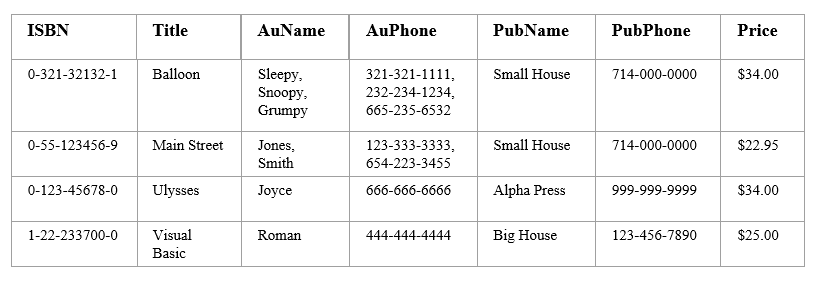 ISBN Title AuName AuPhone PubName PubPhone Price
0-321-32132-1 Balloon Sleepy, 321-321-1111, Small House 714-000-0000 $34.00
Snoopy, 232-234-1234,
Grumpy 665-235-6532
0-55-123456-9 Main Street Jones, 123-333-3333, Small House 714-000-0000 $22.95
Smith 654-223-3455
0-123-45678-0 Ulysses Joyce 666-666-6666 Alpha Press 999-999-9999 $34.00
1-22-233700-0 Visual Roman 444-444-4444 Big House 123-456-7890 $25.00
Basic